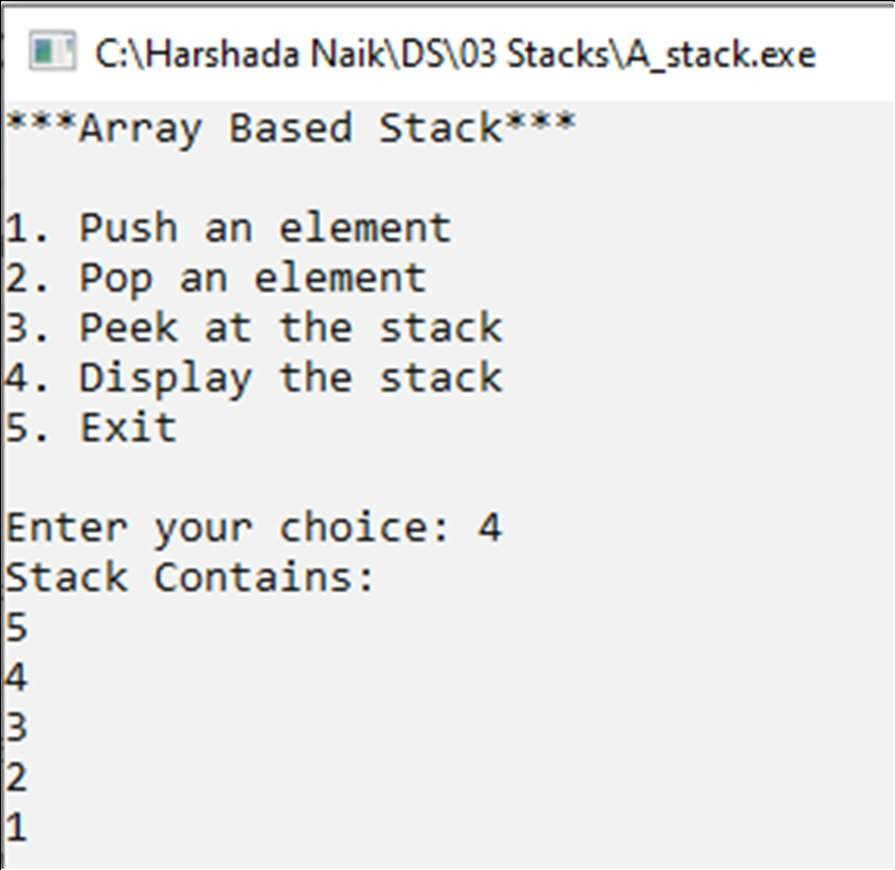 C:\Harshada Naik\DS\03 Stacks\A_stack.exe
***Array Based Stack***
1. Push an element
2. Pop an element
3. Peek at the stack
4. Display the stack
5. Exit
Enter your choice: 4
Stack Contains:
5
4
3
2
1